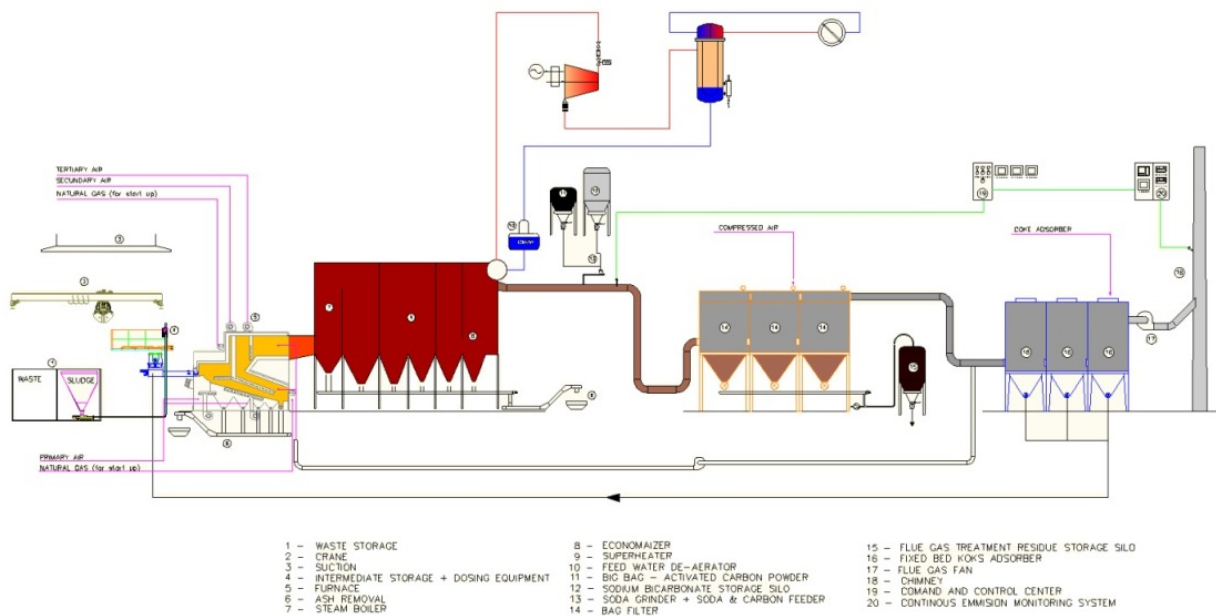 TERTIARY AIR
SECUNDARY AIR
NATURAL GAS (for start up)
COMPRESSED AIR
COKE ADSORBER
WASTE
SLUDGE
PRIMARY AIR
NATURAL GAS (for start up)
1 - WASTE STORAGE
2 - CRANE
3 - SUCTION
4 - INTERMEDIATE STORAGE + DOSING EQUIPMENT
5 - FURNACE
6 - ASH REMOVAL
7 - STEAM BOILER
8 - ECONOMAIZER
9 - SUPERHEATER
10 - FEED WATER DE-AERATOR
11 - BIG BAG - ACTIVATED CARBON POWDER
12 - SODIUM BICARBONATE STORAGE SILO
13 - SODA GRINDER + SODA & CARBON FEEDER
14 - BAG FILTER
15 - FLUE GAS TREATMENT RESIDUE STORAGE SILO
16 - FIXED BED KOKS ADSORBER
17 - FLUE GAS FAN
18 - CHIMNEY
19 - COMAND AND CONTROL CENTER
20 - CONTINOUS EMMISION MONITORING SYSTEM